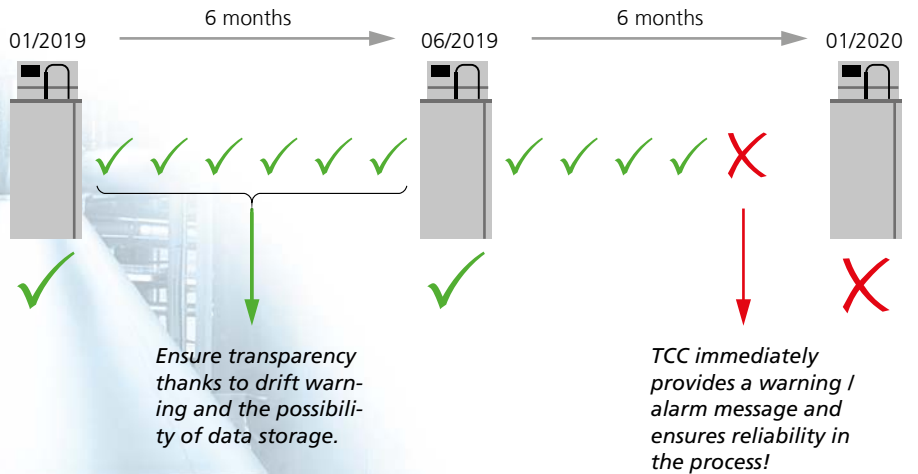 6 months
6 months
01/2019
06/2019
01/2020
Ensure transparency
thanks to drift warn-
ing and the possibili-
ty of data storage.
TCC immediately
provides a warning /
alarm message and
ensures reliability in
the process!